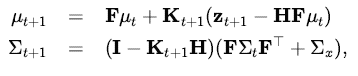 μ_{t+1} = Fμ_t + K_{t+1}(z_{t+1} − HFμ_t)
Σ_{t+1} = (I − K_{t+1}H)(FΣ_tF^⊤ + Σ_x),